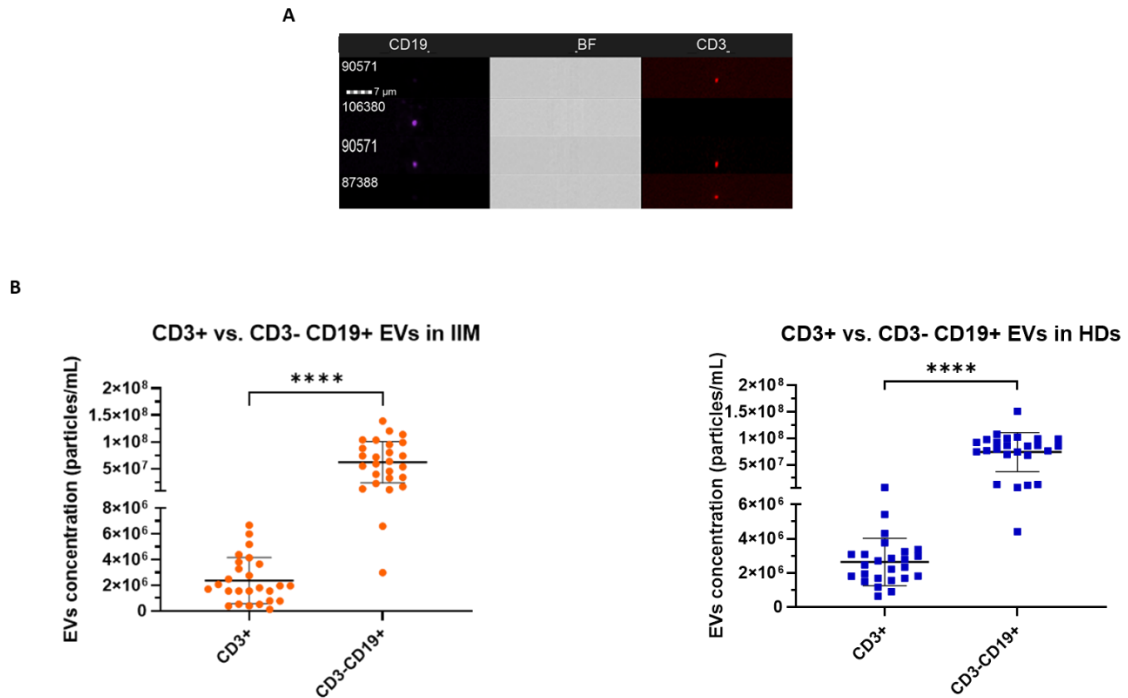 A
CD19_ _BF CD3_
90571
7 µm
106380
90571
87388
B
CD3+ vs. CD3- CD19+ EVs in IIM
****
EVs concentration (particles/mL)
2×10⁸
1.5×10⁸
1×10⁸
5×10⁷
8×10⁶
6×10⁶
4×10⁶
2×10⁶
0
CD3+
CD3-CD19+
CD3+ vs. CD3- CD19+ EVs in HDs
****
EVs concentration (particles/mL)
2×10⁸
1.5×10⁸
1×10⁸
5×10⁷
6×10⁶
4×10⁶
2×10⁶
0
CD3+
CD3-CD19+